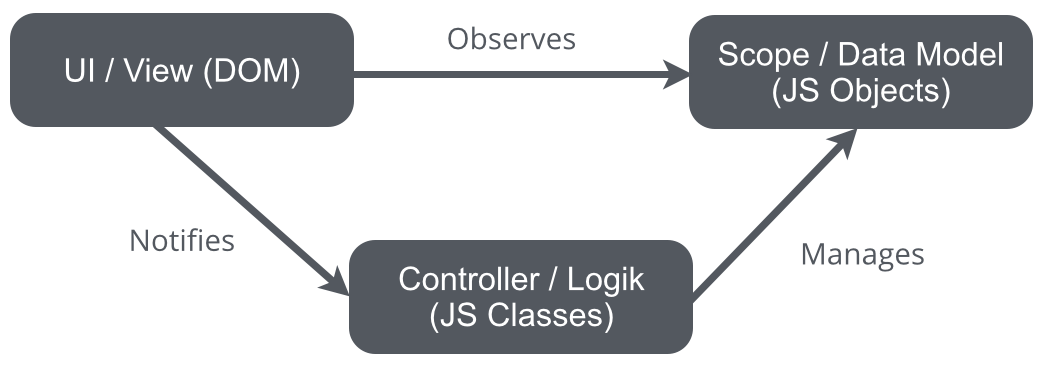 Observes
UI / View (DOM)
Scope / Data Model
(JS Objects)
Notifies
Manages
Controller / Logik
(JS Classes)